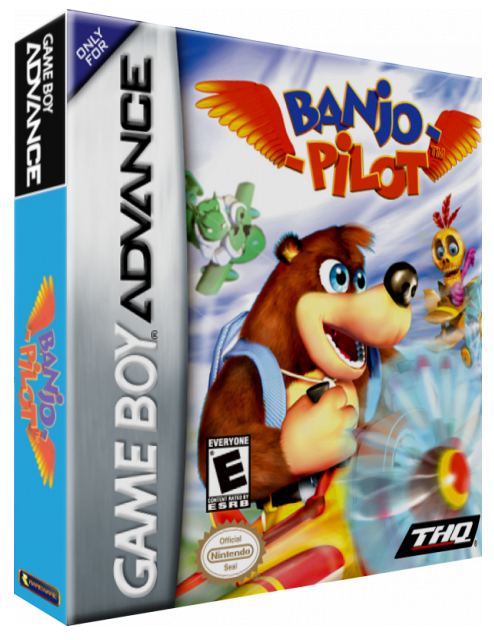 GAME BOY
ADVANCE
BANJO-
-PILOT
RAREWARE
ONLY
FOR
GAME BOY ADVANCE
BANJO-
-PILOT
EVERYONE
E
CONTENT RATED BY
ESRB
Official
Nintendo
Seal
THQ